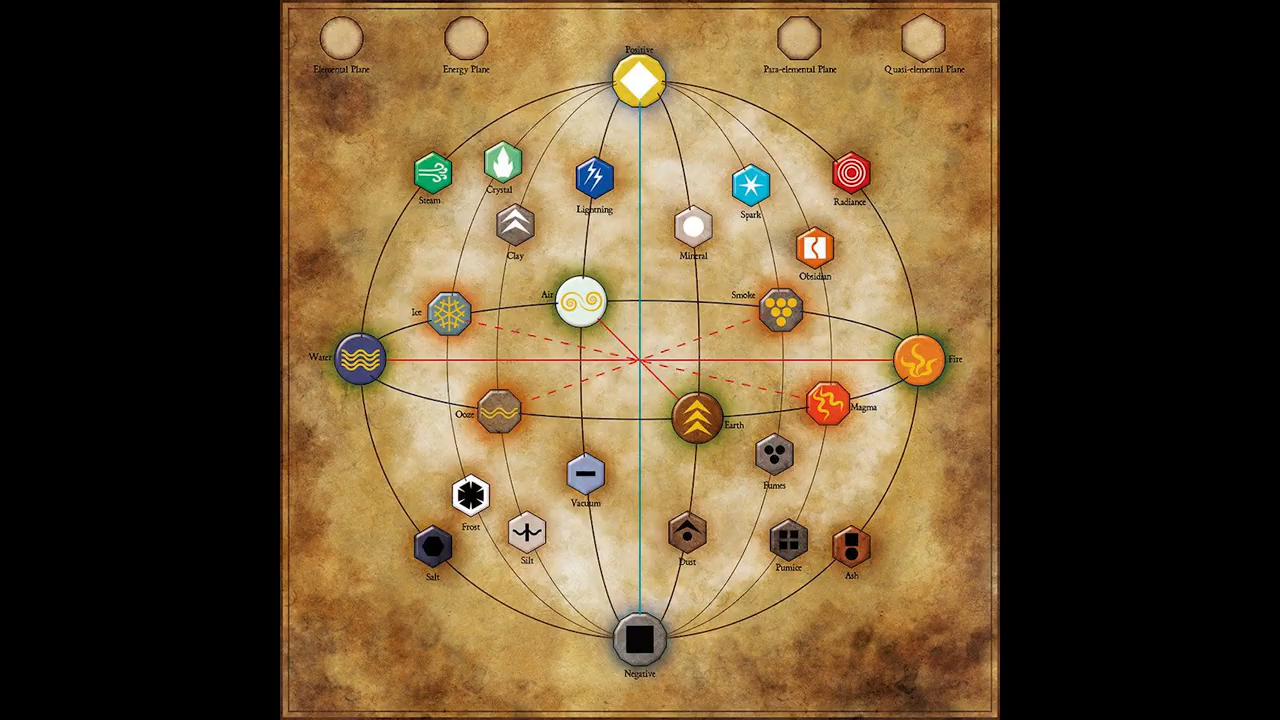 Elemental Plane
Energy Plane
Para-elemental Plane
Quasi-elemental Plane
Positive
Steam
Crystal
Lightning
Spark
Radiance
Clay
Mineral
Obsidian
Air
Smoke
Ice
Water
Fire
Ooze
Earth
Magma
Vacuum
Fumes
Frost
Silt
Dust
Pumice
Salt
Ash
Negative